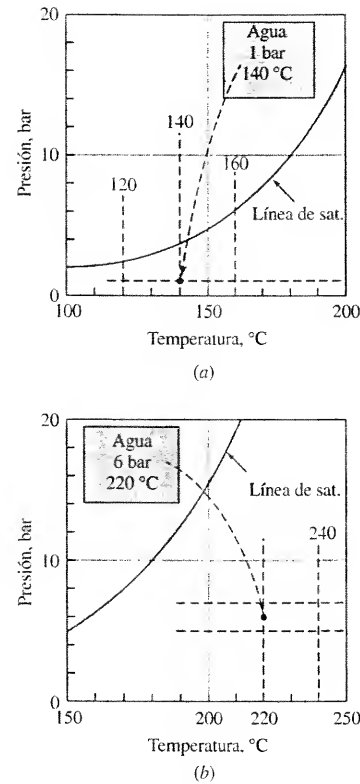 20
Agua
1 bar
140 °C
140
Presión, bar
10
120
160
Línea de sat.
0
100
150
200
Temperatura, °C
(a)
20
Agua
6 bar
220 °C
Línea de sat.
240
Presión, bar
10
0
150
200
220
250
Temperatura, °C
(b)